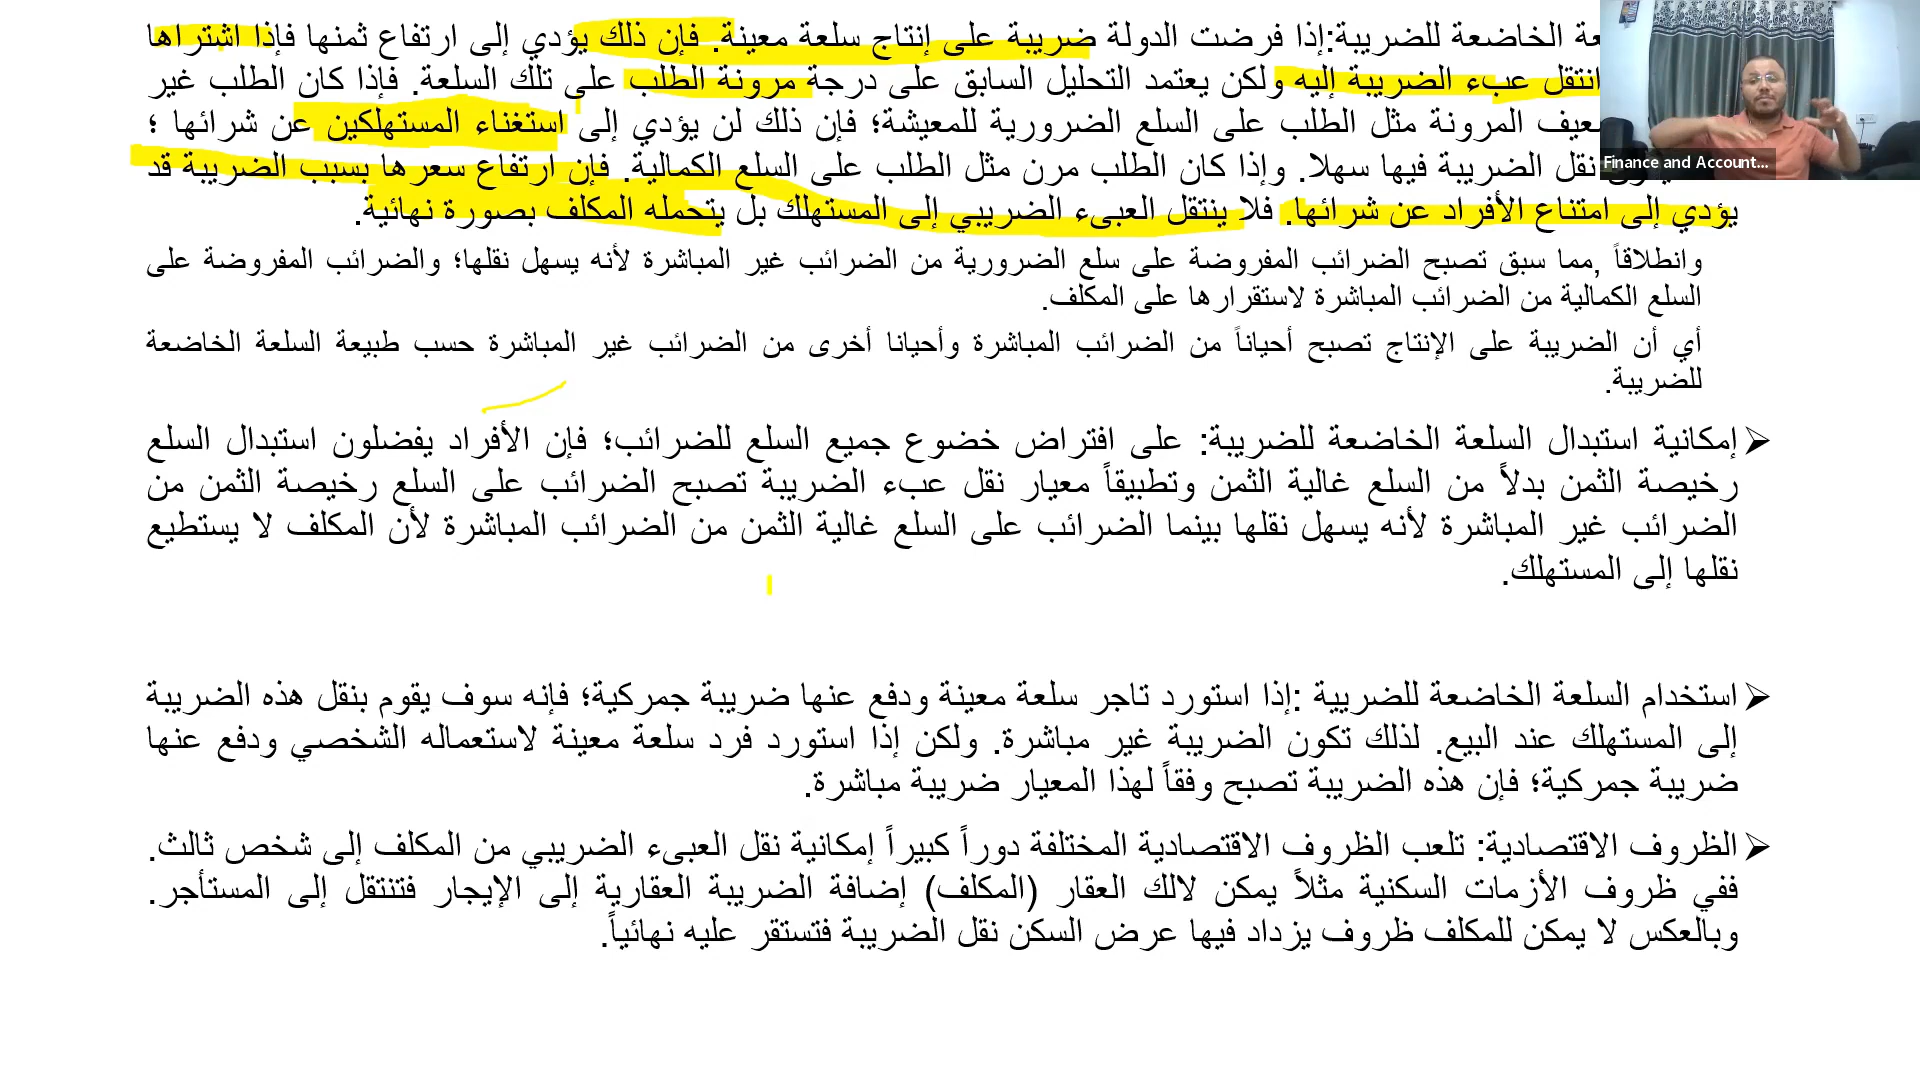 عة الخاضعة للضريبة:إذا فرضت الدولة ضريبة على إنتاج سلعة معينة. فإن ذلك يؤدي إلى ارتفاع ثمنها فإذا اشتراها
انتقل عبء الضريبة إليه ولكن يعتمد التحليل السابق على درجة مرونة الطلب على تلك السلعة. فإذا كان الطلب غير
عيف المرونة مثل الطلب على السلع الضرورية للمعيشة؛ فإن ذلك لن يؤدي إلى استغناء المستهلكين عن شرائها ؛
نقل الضريبة فيها سهلا. وإذا كان الطلب مرن مثل الطلب على السلع الكمالية. فإن ارتفاع سعرها بسبب الضريبة قد
يؤدي إلى امتناع الأفراد عن شرائها. فلا ينتقل العبىء الضريبي إلى المستهلك بل يتحمله المكلف بصورة نهائية.
وانطلاقاً ,مما سبق تصبح الضرائب المفروضة على سلع الضرورية من الضرائب غير المباشرة لأنه يسهل نقلها؛ والضرائب المفروضة على
السلع الكمالية من الضرائب المباشرة لاستقرارها على المكلف.
أي أن الضريبة على الإنتاج تصبح أحياناً من الضرائب المباشرة وأحيانا أخرى من الضرائب غير المباشرة حسب طبيعة السلعة الخاضعة
للضريبة.
إمكانية استبدال السلعة الخاضعة للضريبة: على افتراض خضوع جميع السلع للضرائب؛ فإن الأفراد يفضلون استبدال السلع
رخيصة الثمن بدلاً من السلع غالية الثمن وتطبيقاً معيار نقل عبء الضريبة تصبح الضرائب على السلع رخيصة الثمن من
الضرائب غير المباشرة لأنه يسهل نقلها بينما الضرائب على السلع غالية الثمن من الضرائب المباشرة لأن المكلف لا يستطيع
نقلها إلى المستهلك.
استخدام السلعة الخاضعة للضريبة :إذا استورد تاجر سلعة معينة ودفع عنها ضريبة جمركية؛ فإنه سوف يقوم بنقل هذه الضريبة
إلى المستهلك عند البيع. لذلك تكون الضريبة غير مباشرة. ولكن إذا استورد فرد سلعة معينة لاستعماله الشخصي ودفع عنها
ضريبة جمركية؛ فإن هذه الضريبة تصبح وفقاً لهذا المعيار ضريبة مباشرة.
الظروف الاقتصادية: تلعب الظروف الاقتصادية المختلفة دوراً كبيراً إمكانية نقل العبىء الضريبي من المكلف إلى شخص ثالث.
ففي ظروف الأزمات السكنية مثلاً يمكن لالك العقار (المكلف) إضافة الضريبة العقارية إلى الإيجار فتنتقل إلى المستأجر.
وبالعكس لا يمكن للمكلف ظروف يزداد فيها عرض السكن نقل الضريبة فتستقر عليه نهائياً.
Finance and Account...